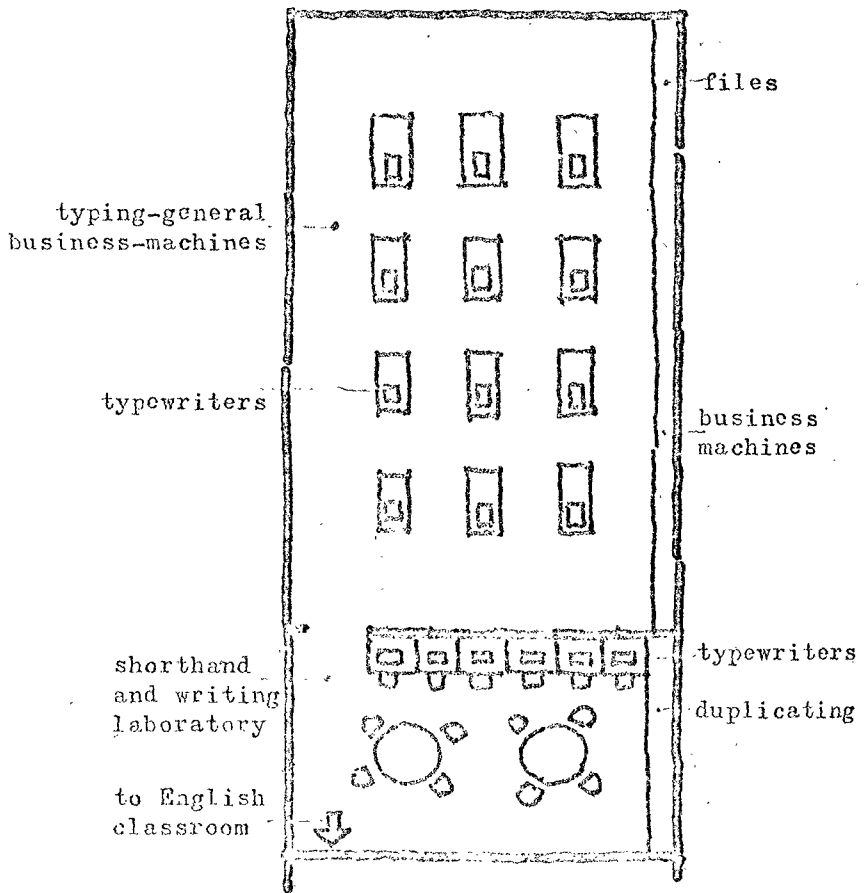 files
typing-general
business-machines
typewriters
business
machines
shorthand
and writing
laboratory
typewriters
duplicating
to English
classroom